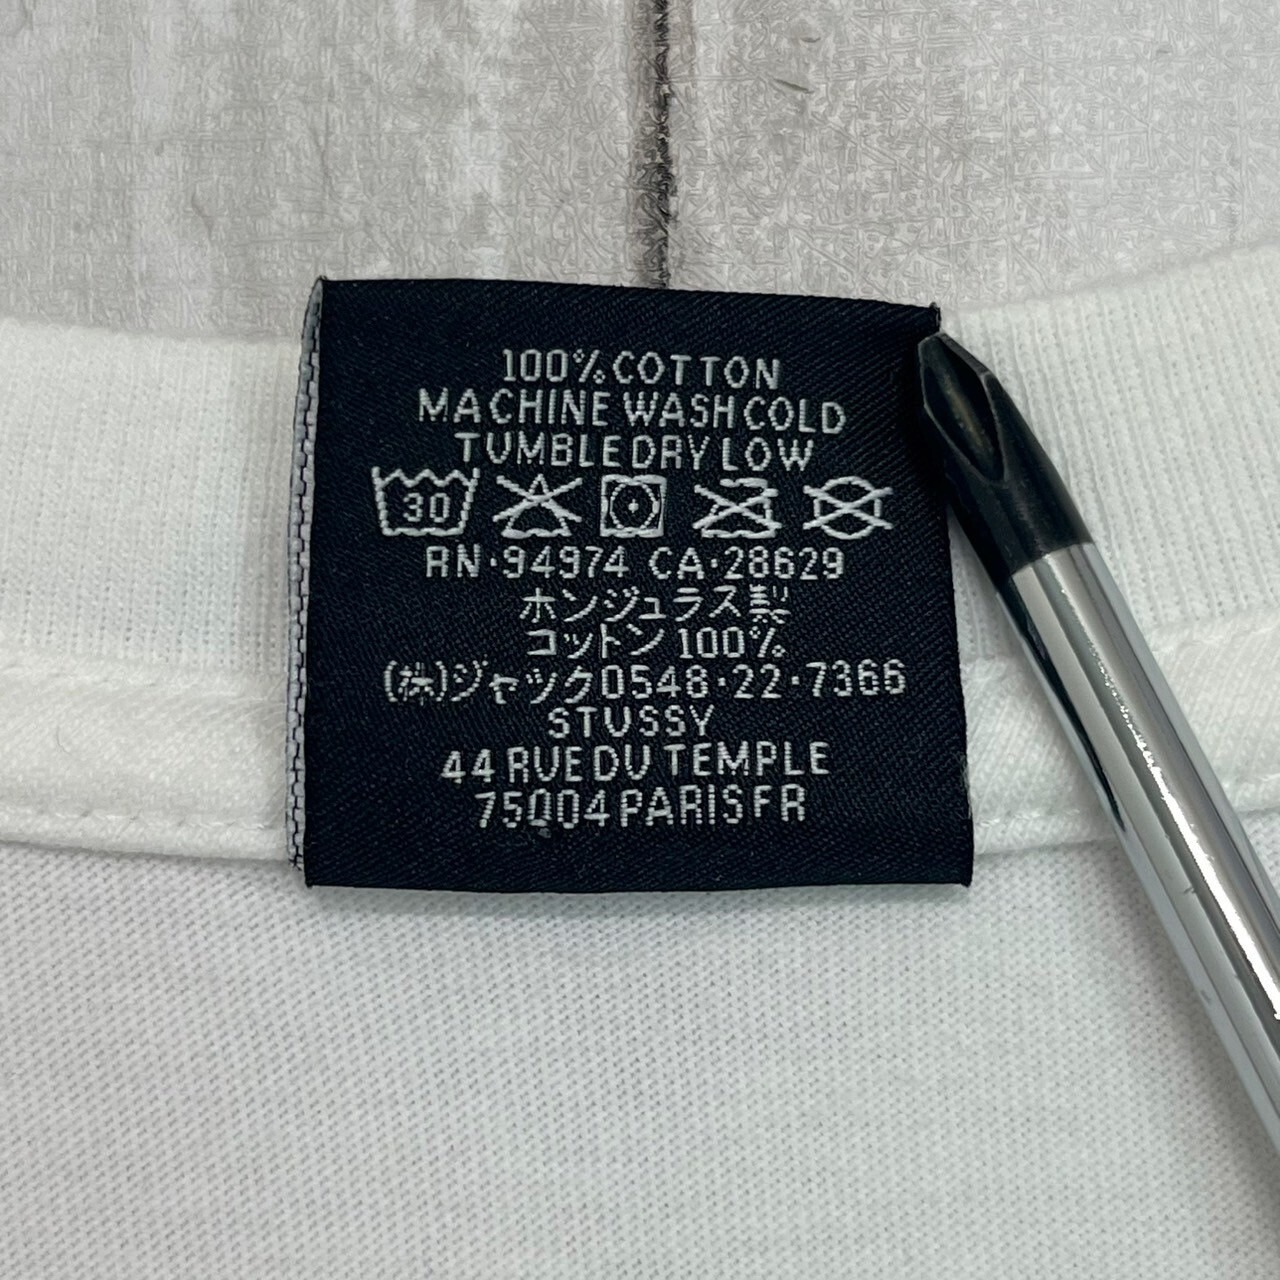 100% COTTON
MACHINE WASH COLD
TUMBLE DRY LOW
30
RN·94974 CA·28629
ホンジュラス製
コットン 100%
(株)ジャック0548·22·7366
STUSSY
44 RUE DU TEMPLE
75004 PARIS FR